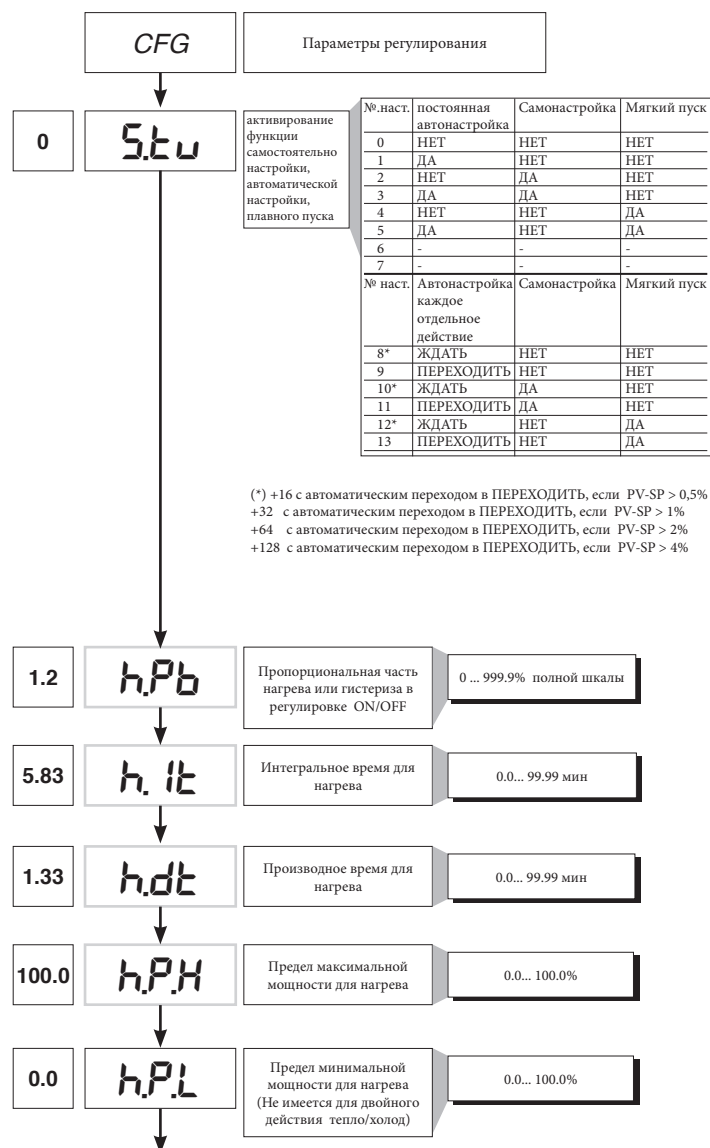 CFG
Параметры регулирования
0
S.tu
активирование
функции
самостоятельно
настройки,
автоматической
настройки,
плавного пуска
№.наст. постоянная автонастройка Самонастройка Мягкий пуск
0 НЕТ НЕТ НЕТ
1 ДА НЕТ НЕТ
2 НЕТ ДА НЕТ
3 ДА ДА НЕТ
4 НЕТ НЕТ ДА
5 ДА НЕТ ДА
6 - - -
7 - - -
№ наст. Автонастройка Самонастройка Мягкий пуск
каждое
отдельное
действие
8* ЖДАТЬ НЕТ НЕТ
9 ПЕРЕХОДИТЬ НЕТ НЕТ
10* ЖДАТЬ ДА НЕТ
11 ПЕРЕХОДИТЬ ДА НЕТ
12* ЖДАТЬ НЕТ ДА
13 ПЕРЕХОДИТЬ НЕТ ДА
(*) +16 с автоматическим переходом в ПЕРЕХОДИТЬ, если PV-SP > 0,5%
+32 с автоматическим переходом в ПЕРЕХОДИТЬ, если PV-SP > 1%
+64 с автоматическим переходом в ПЕРЕХОДИТЬ, если PV-SP > 2%
+128 с автоматическим переходом в ПЕРЕХОДИТЬ, если PV-SP > 4%
1.2
h.Pb
Пропорциональная часть
нагрева или гистериза в
регулировке ON/OFF
0 ... 999.9% полной шкалы
5.83
h.It
Интегральное время для
нагрева
0.0... 99.99 мин
1.33
h.dt
Производное время для
нагрева
0.0... 99.99 мин
100.0
h.P.H
Предел максимальной
мощности для нагрева
0.0... 100.0%
0.0
h.P.L
Предел минимальной
мощности для нагрева
(Не имеется для двойного
действия тепло/холод)
0.0... 100.0%